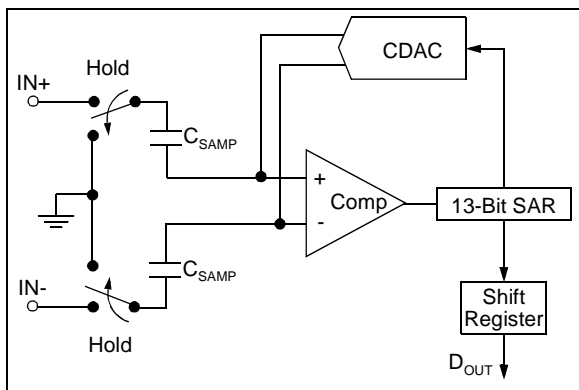 CDAC
Hold
IN+
C_SAMP
+
Comp
-
13-Bit SAR
C_SAMP
IN-
Hold
Shift
Register
D_OUT